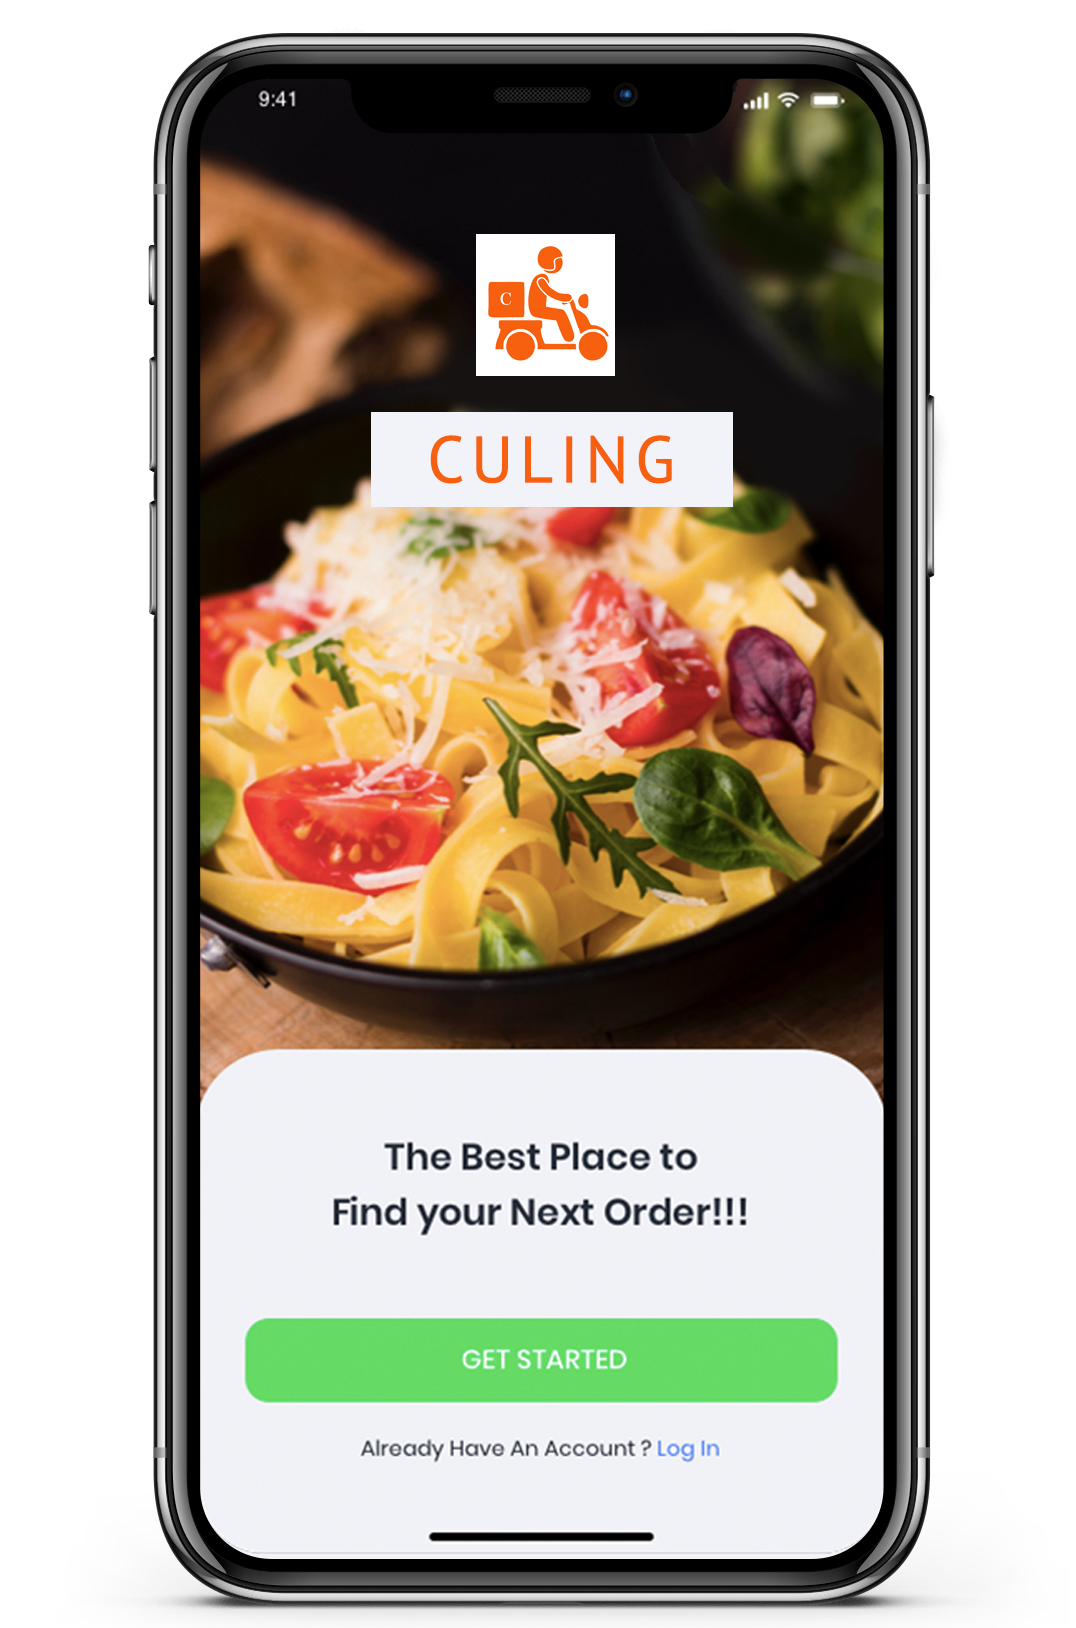 9:41
C
CULING
The Best Place to
Find your Next Order!!!
GET STARTED
Already Have An Account ? Log In